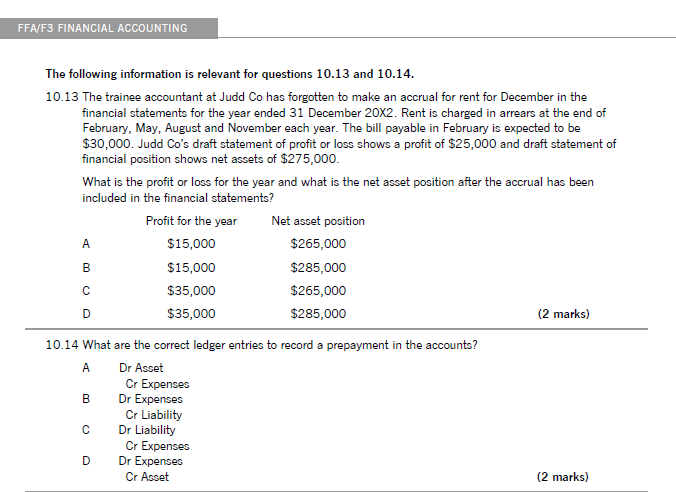 FFA/F3 FINANCIAL ACCOUNTING
The following information is relevant for questions 10.13 and 10.14.
10.13 The trainee accountant at Judd Co has forgotten to make an accrual for rent for December in the
financial statements for the year ended 31 December 20X2. Rent is charged in arrears at the end of
February, May, August and November each year. The bill payable in February is expected to be
$30,000. Judd Co's draft statement of profit or loss shows a profit of $25,000 and draft statement of
financial position shows net assets of $275,000.
What is the profit or loss for the year and what is the net asset position after the accrual has been
included in the financial statements?
Profit for the year Net asset position
A $15,000 $265,000
B $15,000 $285,000
C $35,000 $265,000
D $35,000 $285,000 (2 marks)
10.14 What are the correct ledger entries to record a prepayment in the accounts?
A Dr Asset
Cr Expenses
B Dr Expenses
Cr Liability
C Dr Liability
Cr Expenses
D Dr Expenses
Cr Asset (2 marks)